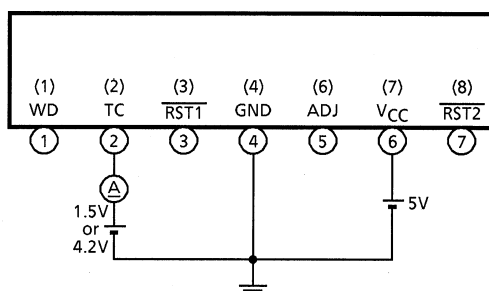 (1) (2) (3) (4) (6) (7) (8)
WD TC RST1 GND ADJ VCC RST2
1 2 3 4 5 6 7
A
1.5V
or
4.2V
5V